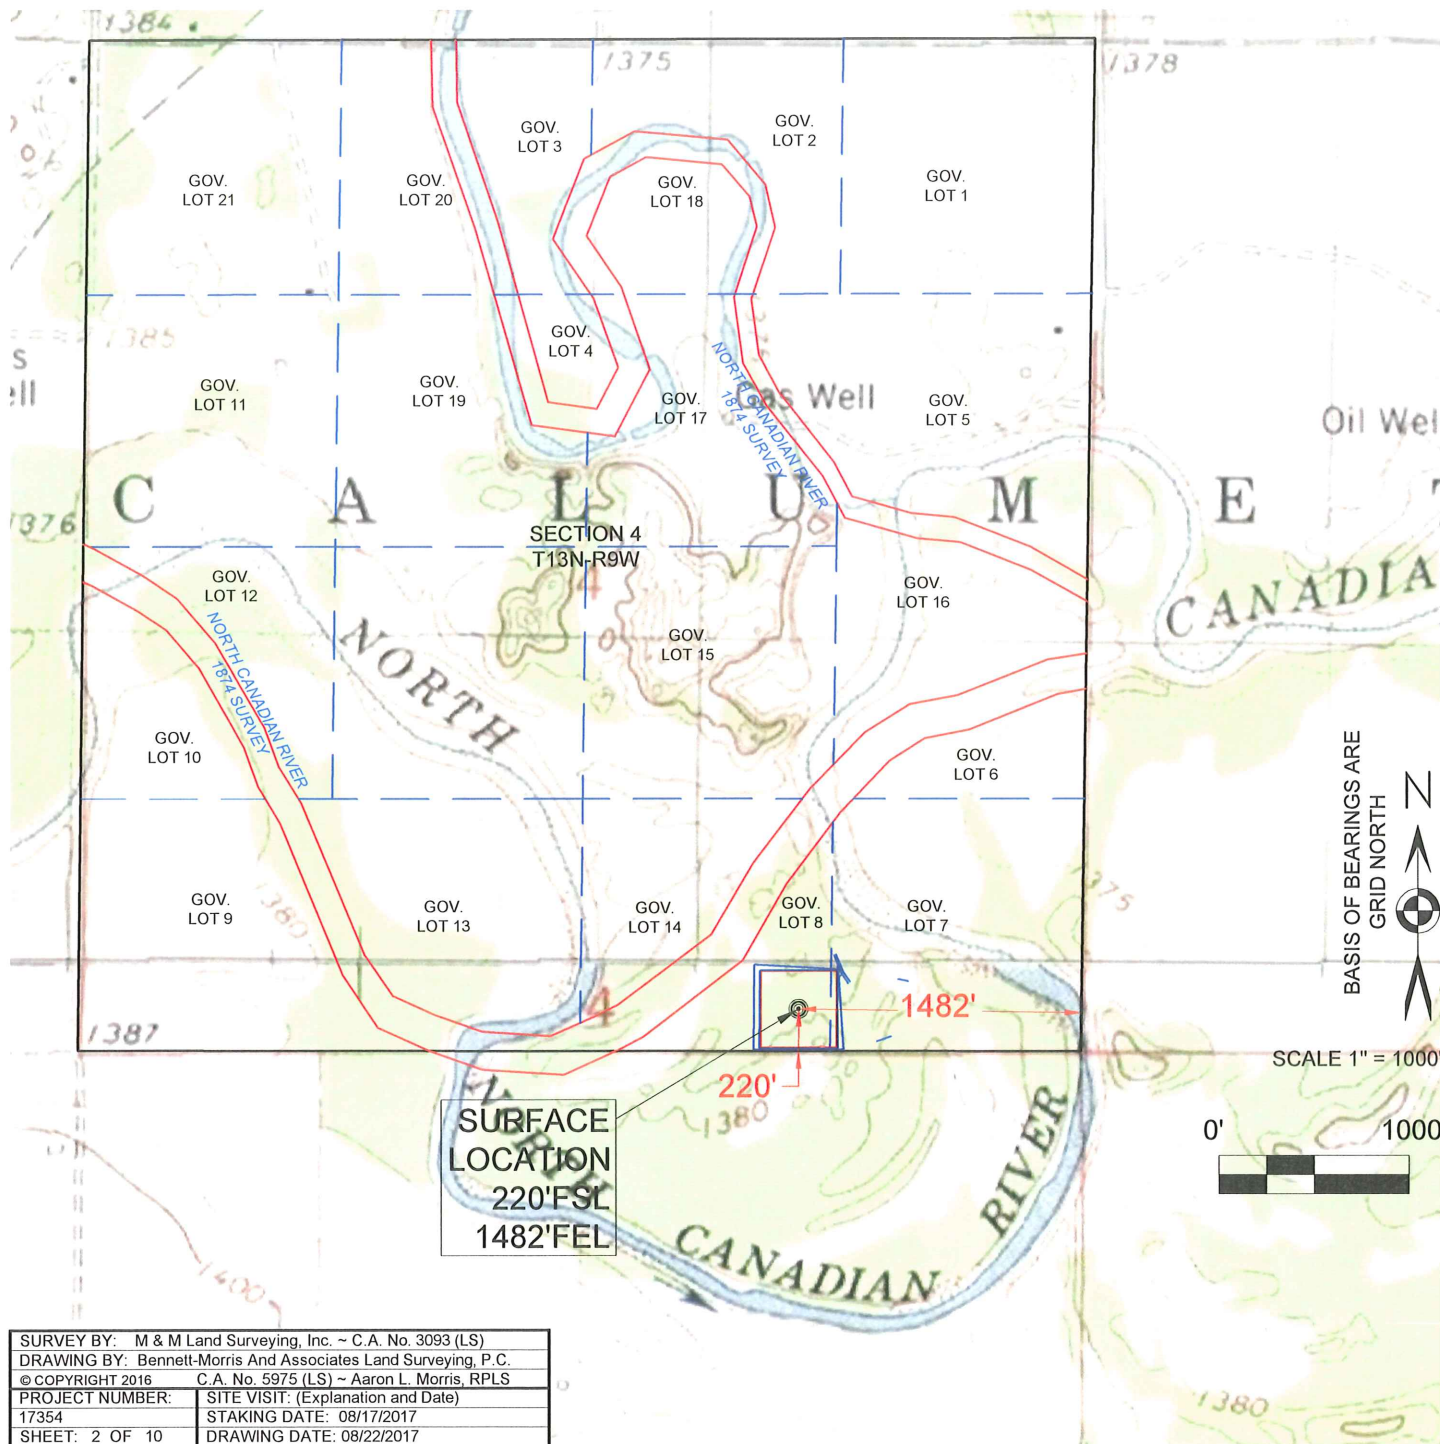 1384
1375
1378
GOV.
LOT 3
GOV.
LOT 2
GOV.
LOT 21
GOV.
LOT 20
GOV.
LOT 18
GOV.
LOT 1
1385
GOV.
LOT 4
GOV.
LOT 11
GOV.
LOT 19
GOV.
LOT 17
Gas Well
GOV.
LOT 5
Oil Wel
NORTH CANADIAN RIVER
1874 SURVEY
s
ell
C A L U M E T
1376
SECTION 4
T13N-R9W
4
GOV.
LOT 12
GOV.
LOT 16
CANADIA
GOV.
LOT 15
NORTH
NORTH CANADIAN RIVER
1874 SURVEY
GOV.
LOT 10
GOV.
LOT 6
BASIS OF BEARINGS ARE
GRID NORTH
N
GOV.
LOT 9
1380
GOV.
LOT 13
GOV.
LOT 14
GOV.
LOT 8
GOV.
LOT 7
1375
4
1482'
1387
220'
SCALE 1" = 1000'
0' 1000
1380
SURFACE
LOCATION
220'FSL
1482'FEL
NORTH
CANADIAN
RIVER
1400
1380
SURVEY BY: M & M Land Surveying, Inc. ~ C.A. No. 3093 (LS)
DRAWING BY: Bennett-Morris And Associates Land Surveying, P.C.
© COPYRIGHT 2016 C.A. No. 5975 (LS) ~ Aaron L. Morris, RPLS
PROJECT NUMBER: SITE VISIT: (Explanation and Date)
17354 STAKING DATE: 08/17/2017
SHEET: 2 OF 10 DRAWING DATE: 08/22/2017